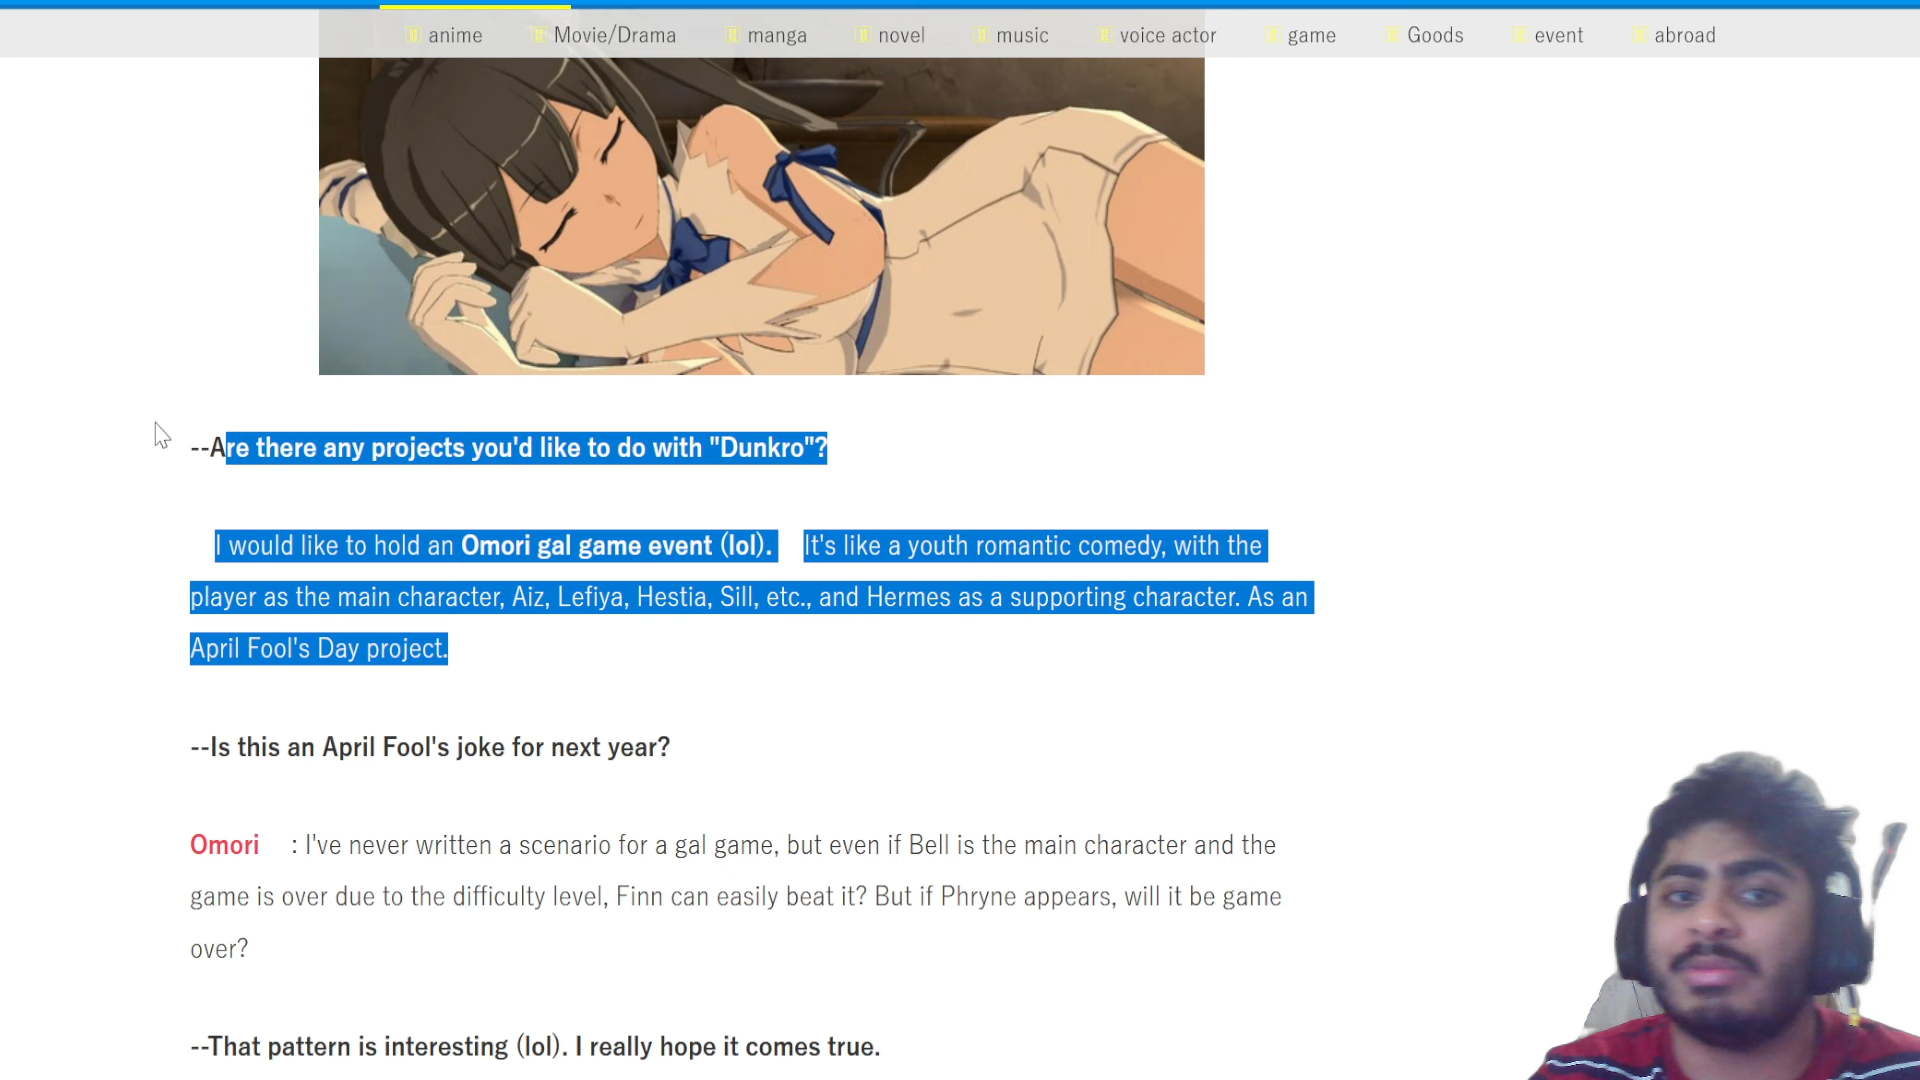 anime Movie/Drama manga novel music voice actor game Goods event abroad
--Are there any projects you'd like to do with "Dunkro"?
I would like to hold an Omori gal game event (lol). It's like a youth romantic comedy, with the
player as the main character, Aiz, Lefiya, Hestia, Sill, etc., and Hermes as a supporting character. As an
April Fool's Day project.
--Is this an April Fool's joke for next year?
Omori : I've never written a scenario for a gal game, but even if Bell is the main character and the
game is over due to the difficulty level, Finn can easily beat it? But if Phryne appears, will it be game
over?
--That pattern is interesting (lol). I really hope it comes true.